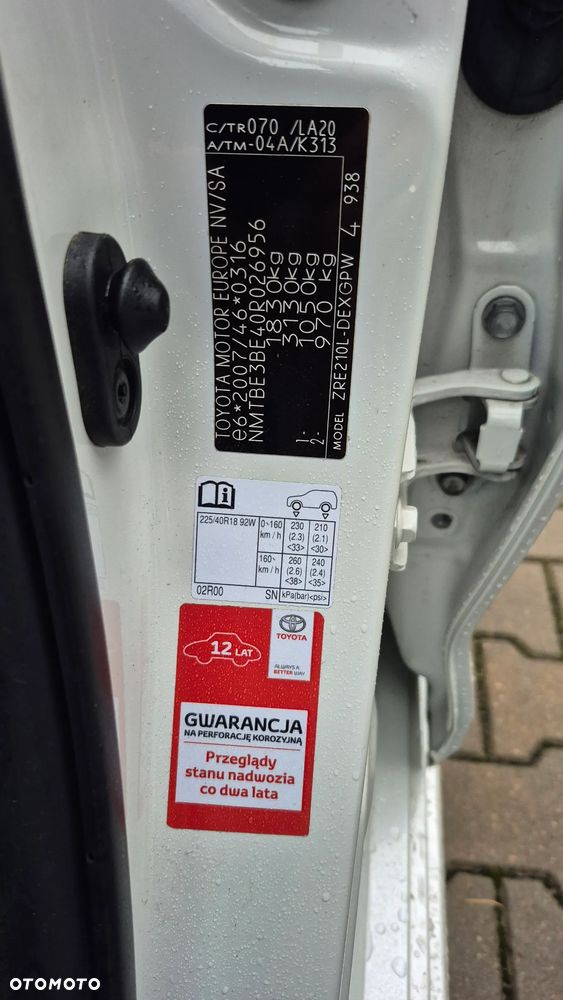 C/TR070 /LA20
A/TM-04A/K313
TOYOTA MOTOR EUROPE NV/SA
e6*2007/46*0316
NMTBE3BE40R026956
1830kg
3130kg
1- 1050kg
2- 970 kg
MODEL ZRE210L-DEXGPW 4 938
i
225/40R18 92W
0~160 km/h
230 (2.3) <33>
210 (2.1) <30>
160~ km/h
260 (2.6) <38>
240 (2.4) <35>
02R00 SN kPa(bar)<psi>
12 LAT
TOYOTA
ALWAYS A
BETTER WAY
GWARANCJA
NA PERFORACJĘ KOROZYJNĄ
Przeglądy
stanu nadwozia
co dwa lata
OTOMOTO